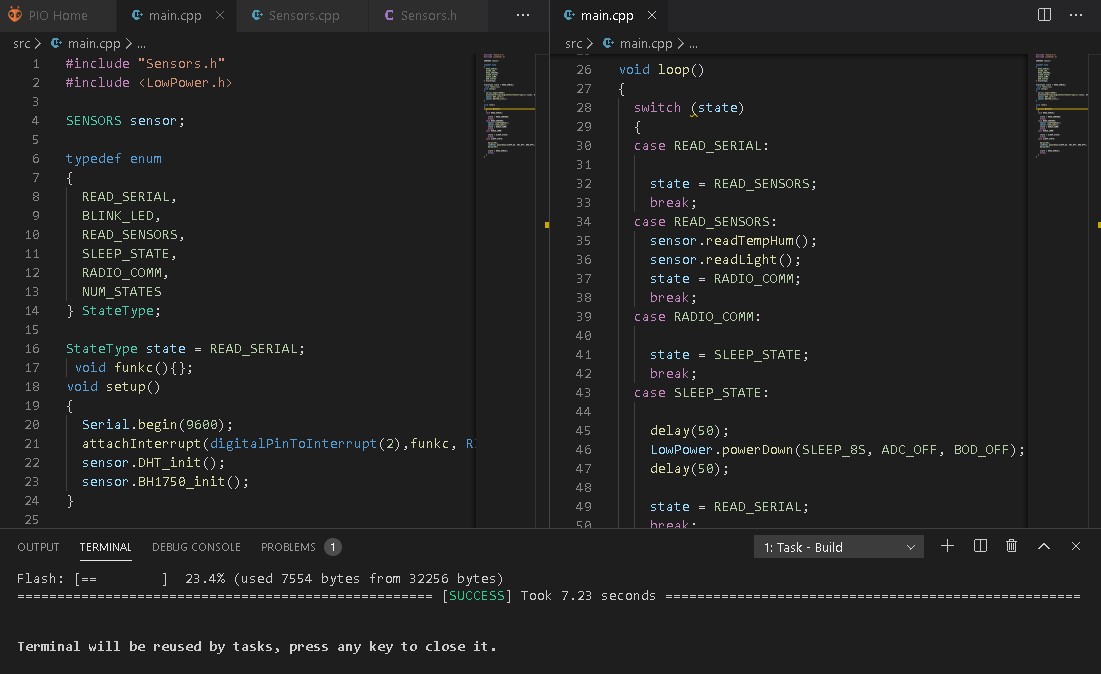 PIO Home
main.cpp
Sensors.cpp
Sensors.h
main.cpp
src > main.cpp > ...
1 #include "Sensors.h"
2 #include <LowPower.h>
3
4 SENSORS sensor;
5
6 typedef enum
7 {
8 READ_SERIAL,
9 BLINK_LED,
10 READ_SENSORS,
11 SLEEP_STATE,
12 RADIO_COMM,
13 NUM_STATES
14 } StateType;
15
16 StateType state = READ_SERIAL;
17 void funkc(){};
18 void setup()
19 {
20 Serial.begin(9600);
21 attachInterrupt(digitalPinToInterrupt(2),funkc,
22 sensor.DHT_init();
23 sensor.BH1750_init();
24 }
25
src > main.cpp > ...
26 void loop()
27 {
28 switch (state)
29 {
30 case READ_SERIAL:
31
32 state = READ_SENSORS;
33 break;
34 case READ_SENSORS:
35 sensor.readTempHum();
36 sensor.readLight();
37 state = RADIO_COMM;
38 break;
39 case RADIO_COMM:
40
41 state = SLEEP_STATE;
42 break;
43 case SLEEP_STATE:
44
45 delay(50);
46 LowPower.powerDown(SLEEP_8S, ADC_OFF, BOD_OFF);
47 delay(50);
48
49 state = READ_SERIAL;
50 break;
OUTPUT TERMINAL DEBUG CONSOLE PROBLEMS 1
1: Task - Build
Flash: [== ] 23.4% (used 7554 bytes from 32256 bytes)
==================================================== [SUCCESS] Took 7.23 seconds ====================================================
Terminal will be reused by tasks, press any key to close it.